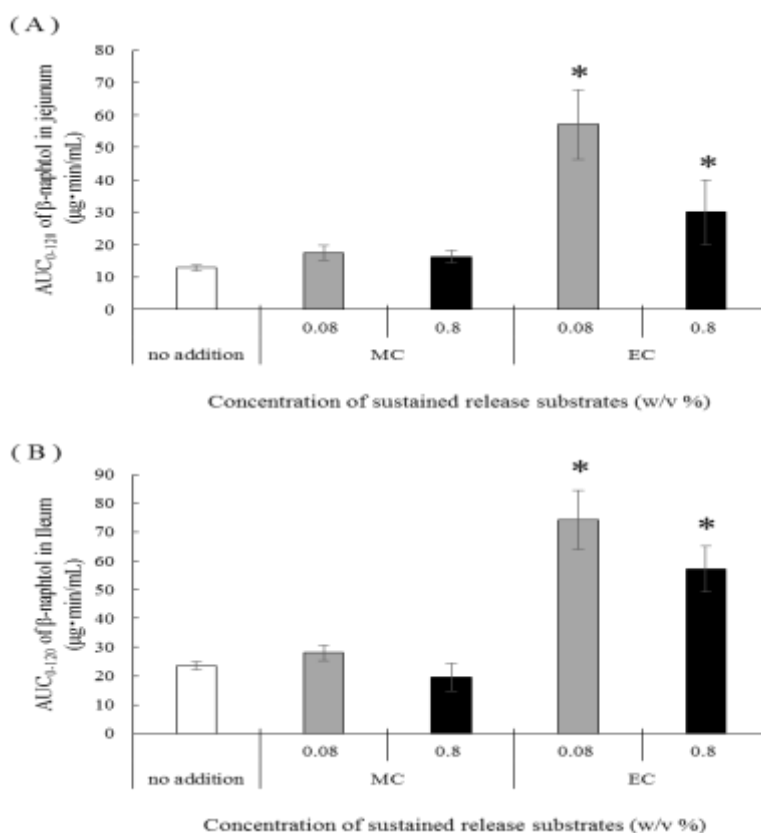 ( A )
AUC0-120 of β-naphtol in jejunum
(µg•min/mL)
80
70
60
50
40
30
20
10
0
*
*
0.08
0.8
0.08
0.8
no addition
MC
EC
Concentration of sustained release substrates (w/v %)
( B )
AUC0-120 of β-naphtol in Ileum
(µg•min/mL)
90
80
70
60
50
40
30
20
10
0
*
*
0.08
0.8
0.08
0.8
no addition
MC
EC
Concentration of sustained release substrates (w/v %)